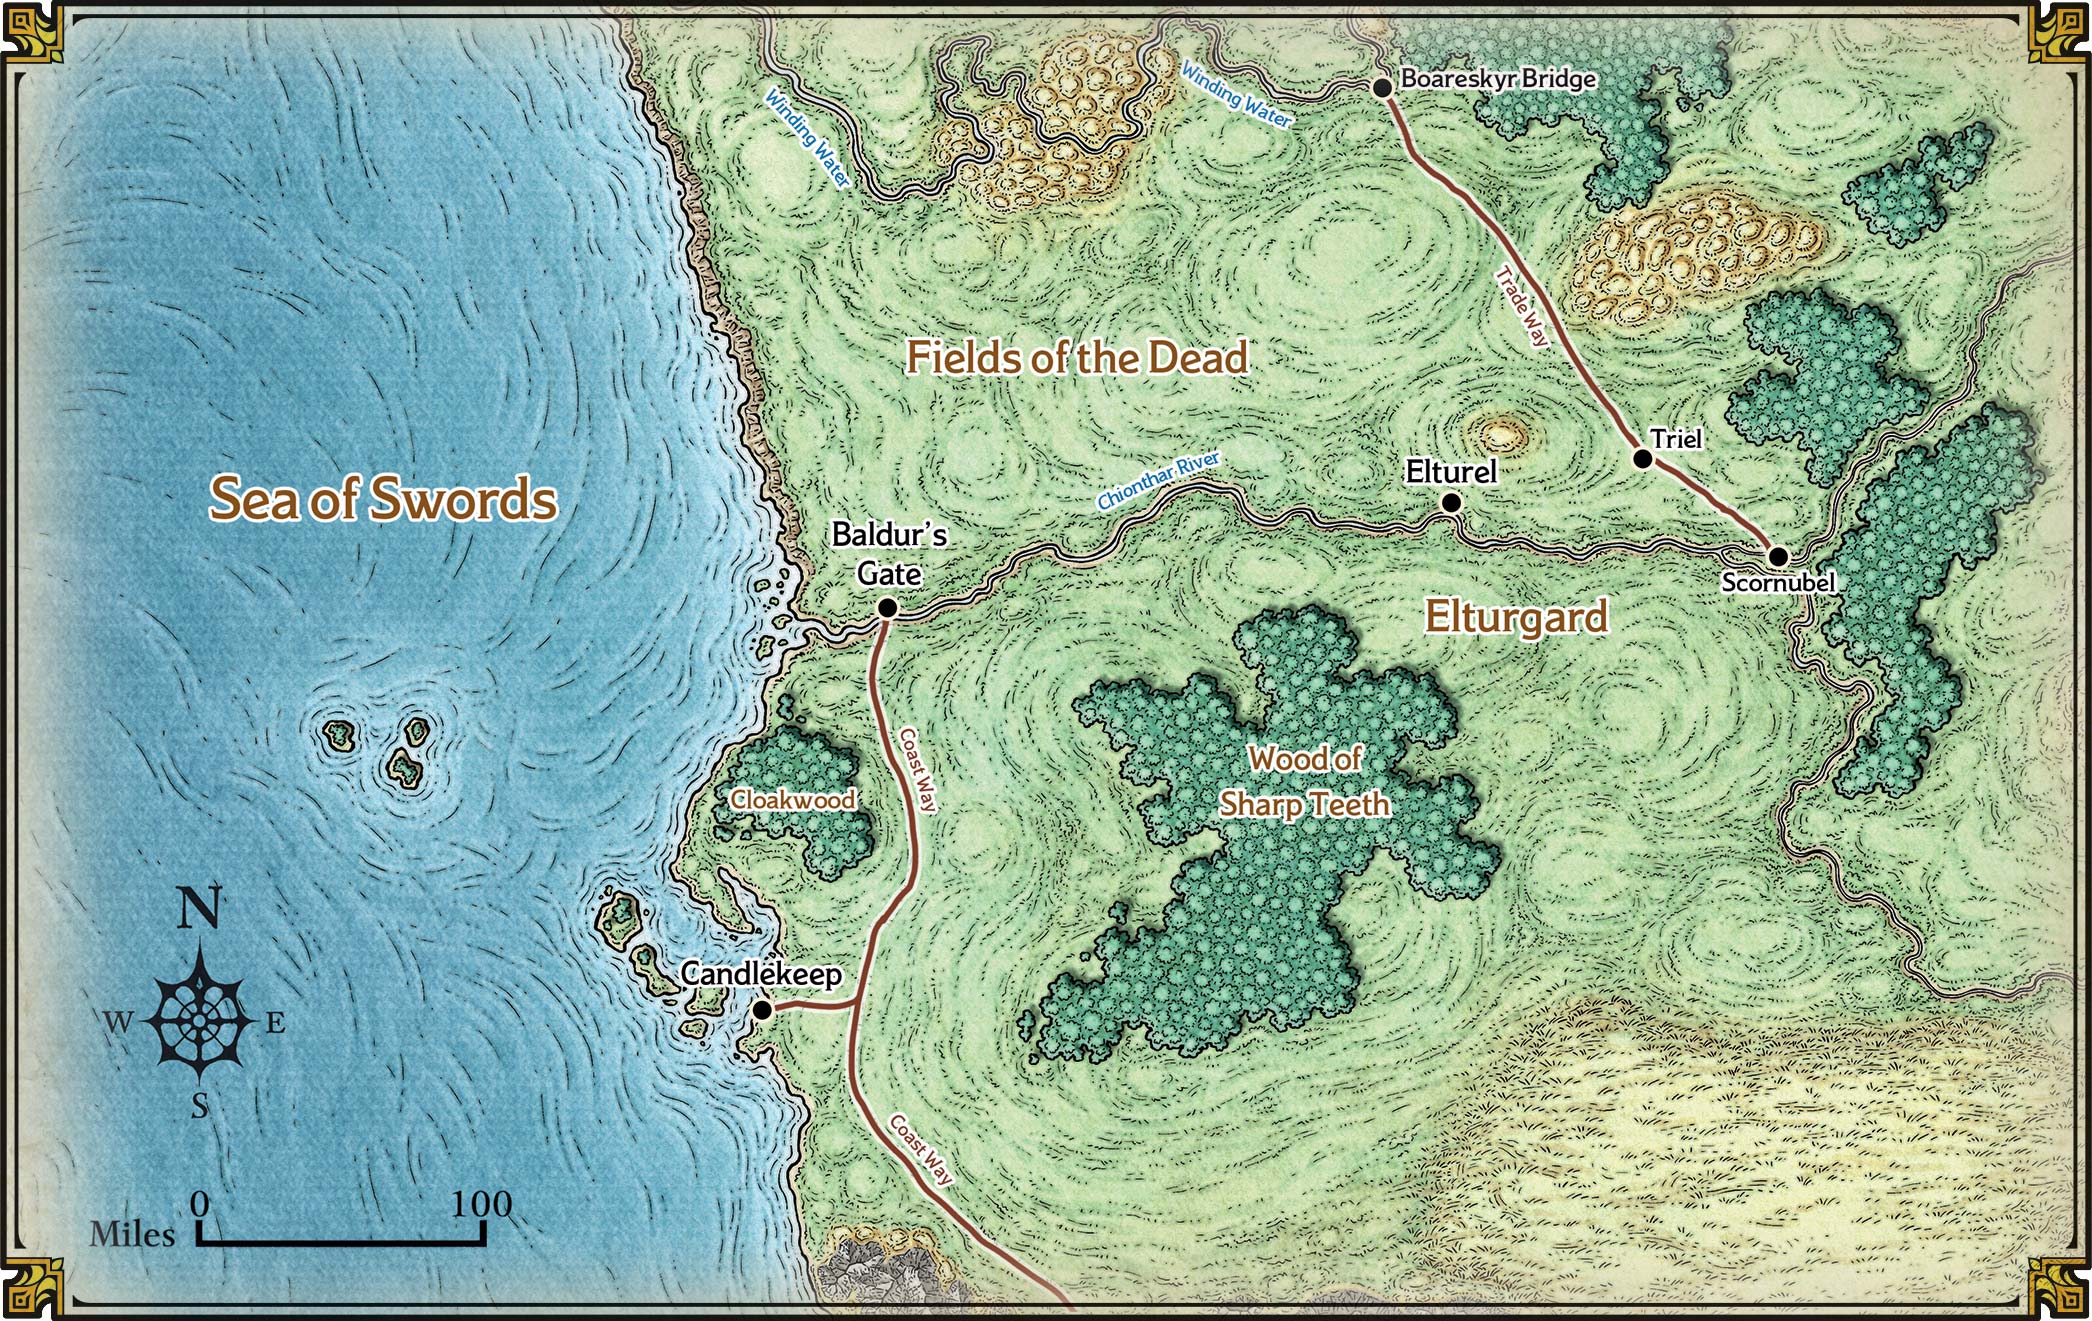 Boareskyr Bridge
Winding Water
Winding Water
Trade Way
Fields of the Dead
Triel
Elturel
Chionthar River
Sea of Swords
Baldur's
Gate
Scornubel
Elturgard
Coast Way
Wood of
Sharp Teeth
Cloakwood
N
W
E
S
Candlekeep
Coast Way
0 100
Miles